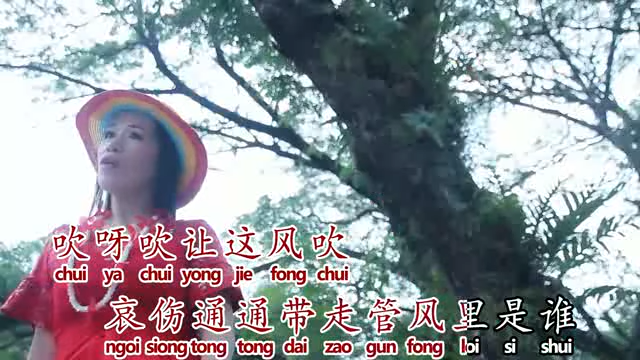 吹呀吹让这风吹
chui ya chui yong jie fong chui
哀伤通通带走管风里是谁
ngoi siong tong tong dai zao gun fong loi si shui